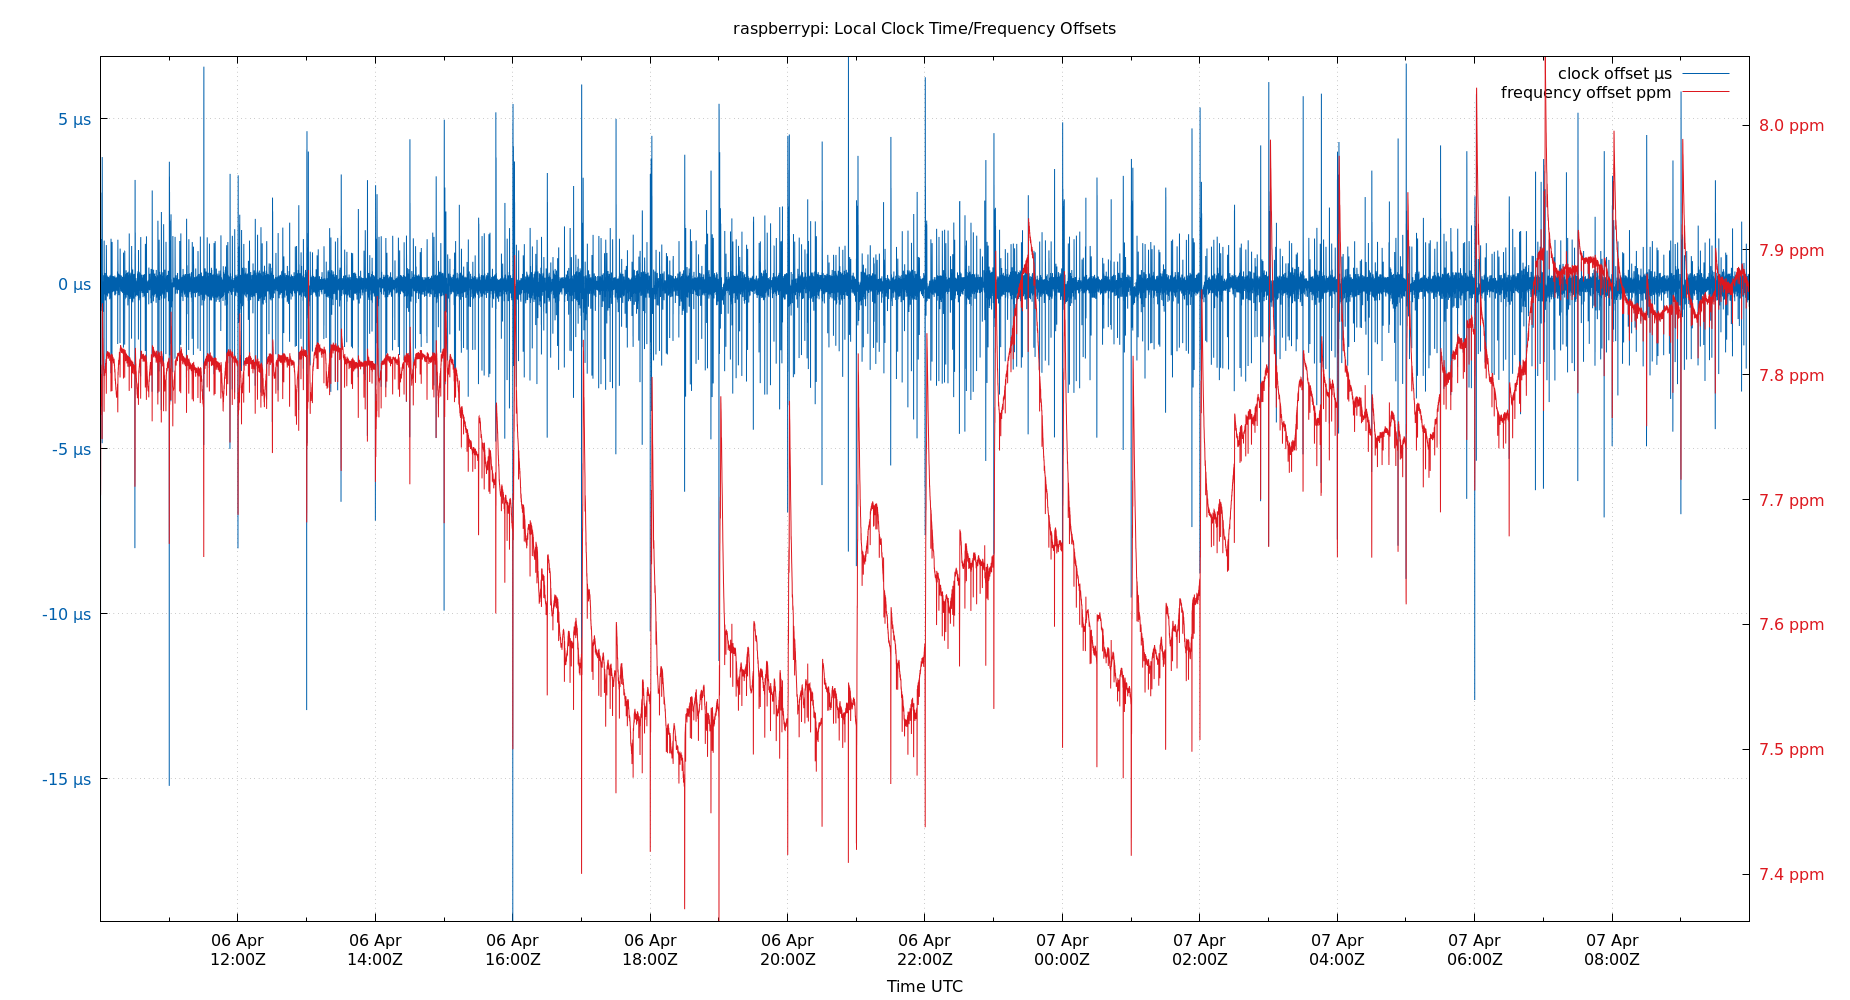 raspberrypi: Local Clock Time/Frequency Offsets
clock offset µs
frequency offset ppm
5 µs
0 µs
-5 µs
-10 µs
-15 µs
8.0 ppm
7.9 ppm
7.8 ppm
7.7 ppm
7.6 ppm
7.5 ppm
7.4 ppm
06 Apr 06 Apr 06 Apr 06 Apr 06 Apr 06 Apr 07 Apr 07 Apr 07 Apr 07 Apr 07 Apr
12:00Z 14:00Z 16:00Z 18:00Z 20:00Z 22:00Z 00:00Z 02:00Z 04:00Z 06:00Z 08:00Z
Time UTC